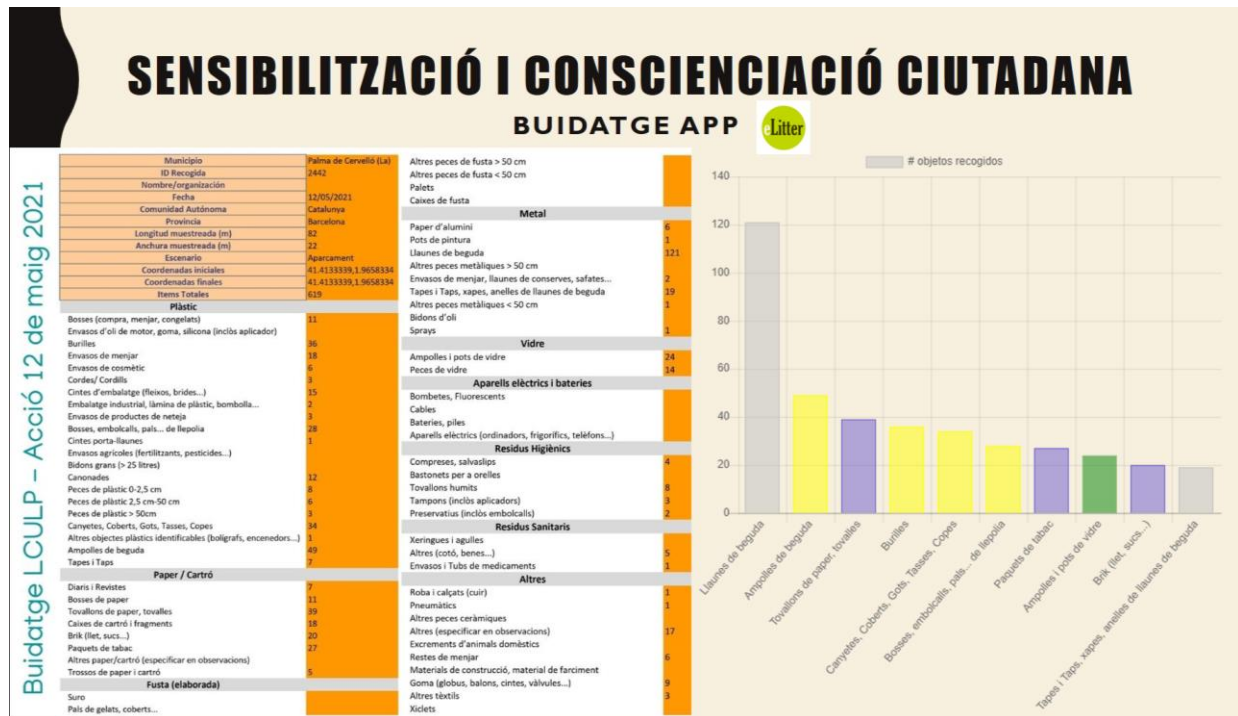 SENSIBILITZACIÓ I CONSCIENCIACIÓ CIUTADANA
BUIDATGE APP eLitter
Buidatge LCULP – Acció 12 de maig 2021
Municipio Palma de Cervelló (La)
ID Recogida 2442
Nombre/organización
Fecha 12/05/2021
Comunidad Autónoma Catalunya
Provincia Barcelona
Longitud muestreada (m) 82
Anchura muestreada (m) 22
Escenario Aparcament
Coordenadas iniciales 41.4133339,1.9658334
Coordenadas finales 41.4133339,1.9658334
Items Totales 619
Plàstic
Bosses (compra, menjar, congelats) 11
Envasos d'oli de motor, goma, silicona (inclòs aplicador)
Burilles 36
Envasos de menjar 18
Envasos de cosmètic 6
Cordes/ Cordills 3
Cintes d'embalatge (fleixos, brides...) 15
Embalatge industrial, làmina de plàstic, bombolla... 2
Envasos de productes de neteja 3
Bosses, embolcalls, pals... de llepolia 28
Cintes porta-llaunes 1
Envasos agrícoles (fertilitzants, pesticides...)
Bidons grans (> 25 litres)
Canonades 12
Peces de plàstic 0-2,5 cm 8
Peces de plàstic 2,5 cm-50 cm 6
Peces de plàstic > 50cm 3
Canyetes, Coberts, Gots, Tasses, Copes 34
Altres objectes plàstics identificables (bolígrafs, encenedors...) 1
Ampolles de beguda 49
Tapes i Taps 7
Paper / Cartró
Diaris i Revistes 7
Bosses de paper 11
Tovallons de paper, tovalles 39
Caixes de cartró i fragments 18
Brik (llet, sucs...) 20
Paquets de tabac 27
Altres paper/cartró (especificar en observacions)
Trossos de paper i cartró 5
Fusta (elaborada)
Suro
Pals de gelats, coberts...
Altres peces de fusta > 50 cm
Altres peces de fusta < 50 cm
Palets
Caixes de fusta
Metal
Paper d'alumini 6
Pots de pintura 1
Llaunes de beguda 121
Altres peces metàliques > 50 cm
Envasos de menjar, llaunes de conserves, safates... 2
Tapes i Taps, xapes, anelles de llaunes de beguda 19
Altres peces metàliques < 50 cm 1
Bidons d'oli
Sprays 1
Vidre
Ampolles i pots de vidre 24
Peces de vidre 14
Aparells elèctrics i bateries
Bombetes, Fluorescents
Cables
Bateries, piles
Aparells elèctrics (ordinadors, frigorífics, telèfons...)
Residus Higiènics
Compreses, salvaslips 4
Bastonets per a orelles
Tovallons humits 8
Tampons (inclòs aplicadors) 3
Preservatius (inclòs embolcalls) 2
Residus Sanitaris
Xeringues i agulles
Altres (cotó, benes...) 5
Envasos i Tubs de medicaments 1
Altres
Roba i calçats (cuir) 1
Pneumàtics 1
Altres peces ceràmiques
Altres (especificar en observacions) 17
Excrements d'animals domèstics
Restes de menjar 6
Materials de construcció, material de farciment
Goma (globus, balons, cintes, vàlvules...) 9
Altres tèxtils 3
Xiclets
# objetos recogidos
140
120
100
80
60
40
20
0
Llaunes de beguda
Ampolles de beguda
Tovallons de paper, tovalles
Burilles
Canyetes, Coberts, Gots, Tasses, Copes
Bosses, embolcalls, pals... de llepolia
Paquets de tabac
Ampolles i pots de vidre
Brik (llet, sucs...)
Tapes i Taps, xapes, anelles de llaunes de beguda